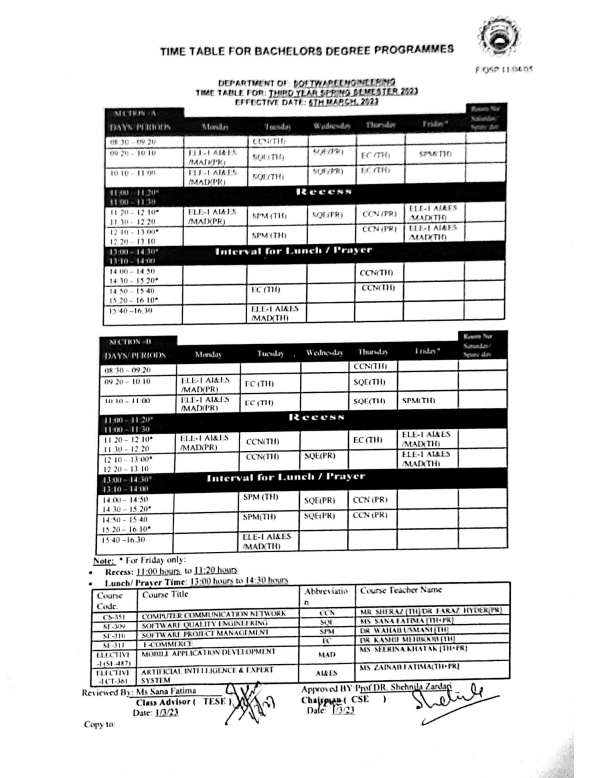 TIME TABLE FOR BACHELORS DEGREE PROGRAMMES
F/QSP 11/04/05
DEPARTMENT OF: SOFTWAREENGINEERING
TIME TABLE FOR: THIRD YEAR SPRING SEMESTER 2023
EFFECTIVE DATE: 6TH MARCH, 2023
SECTION -A
DAYS/PERIODS Monday Tuesday Wednesday Thursday Friday*
08:30 – 09:20 CCN(TH)
09:20 – 10:10 ELE-1 AI&ES /MAD(PR) SQE(TH) SQE(PR) EC (TH) SPM(TH)
10:10 – 11:00 ELE-1 AI&ES /MAD(PR) SQE(TH) SQE(PR) EC (TH)
11:00 – 11:20* Recess
11:00 – 11:30
11:20 – 12:10* ELE-1 AI&ES /MAD(PR) SPM (TH) SQE(PR) CCN (PR) ELE-1 AI&ES /MAD(TH)
11:30 – 12:20
12:10 – 13:00* SPM (TH) CCN (PR) ELE-1 AI&ES /MAD(TH)
12:20 – 13:10
13:00 – 14:30* Interval for Lunch / Prayer
13:10 – 14:00
14:00 – 14:50 CCN(TH)
14:30 – 15:20*
14:50 – 15:40 EC (TH) CCN(TH)
15:20 – 16:10*
15:40 –16:30 ELE-1 AI&ES /MAD(TH)
SECTION –B Room No:
Saturday/
DAYS/PERIODS Monday Tuesday Wednesday Thursday Friday* Spare day
08:30 – 09:20 CCN(TH)
09:20 – 10:10 ELE-1 AI&ES /MAD(PR) EC (TH) SQE(TH)
10:10 – 11:00 ELE-1 AI&ES /MAD(PR) EC (TH) SQE(TH) SPM(TH)
11:00 – 11:20* Recess
11:00 – 11:30
11:20 – 12:10* ELE-1 AI&ES /MAD(PR) CCN(TH) EC (TH) ELE-1 AI&ES /MAD(TH)
11:30 – 12:20
12:10 – 13:00* CCN(TH) SQE(PR) ELE-1 AI&ES /MAD(TH)
12:20 – 13:10
13:00 – 14:30* Interval for Lunch / Prayer
13:10 – 14:00
14:00 – 14:50 SPM (TH) SQE(PR) CCN (PR)
14:30 – 15:20*
14:50 – 15:40 SPM(TH) SQE(PR) CCN (PR)
15:20 – 16:10*
15:40 –16:30 ELE-1 AI&ES /MAD(TH)
Note: * For Friday only:
• Recess: 11:00 hours to 11:20 hours
• Lunch/ Prayer Time: 13:00 hours to 14:30 hours
Course Code. Course Title Abbreviation Course Teacher Name
CS-351 COMPUTER COMMUNICATION NETWORK CCN MR SHERAZ [TH] DR FARAZ HYDER[PR]
SE-309 SOFTWARE QUALITY ENGINEERING SQE MS SANA FATIMA [TH+PR]
SE-310 SOFTWARE PROJECT MANAGEMENT SPM DR WAHAB USMANI [TH]
SE-311 E-COMMERCE EC DR KASHIF MEHBOOB [TH]
ELECTIVE -1(SE-487) MOBILE APPLICATION DEVELOPMENT MAD MS SEERINA KHATAK [TH+PR]
ELECTIVE -1 CT-361 ARTIFICIAL INTELLIGENCE & EXPERT SYSTEM AI&ES MS ZAINAB FATIMA[TH+PR]
Reviewed By: Ms Sana Fatima Approved BY Prof.DR. Shehnila Zardari
Class Advisor ( TESE ) Chairman ( CSE )
Date: 1/3/23 Date: 1/3/23
Copy to: